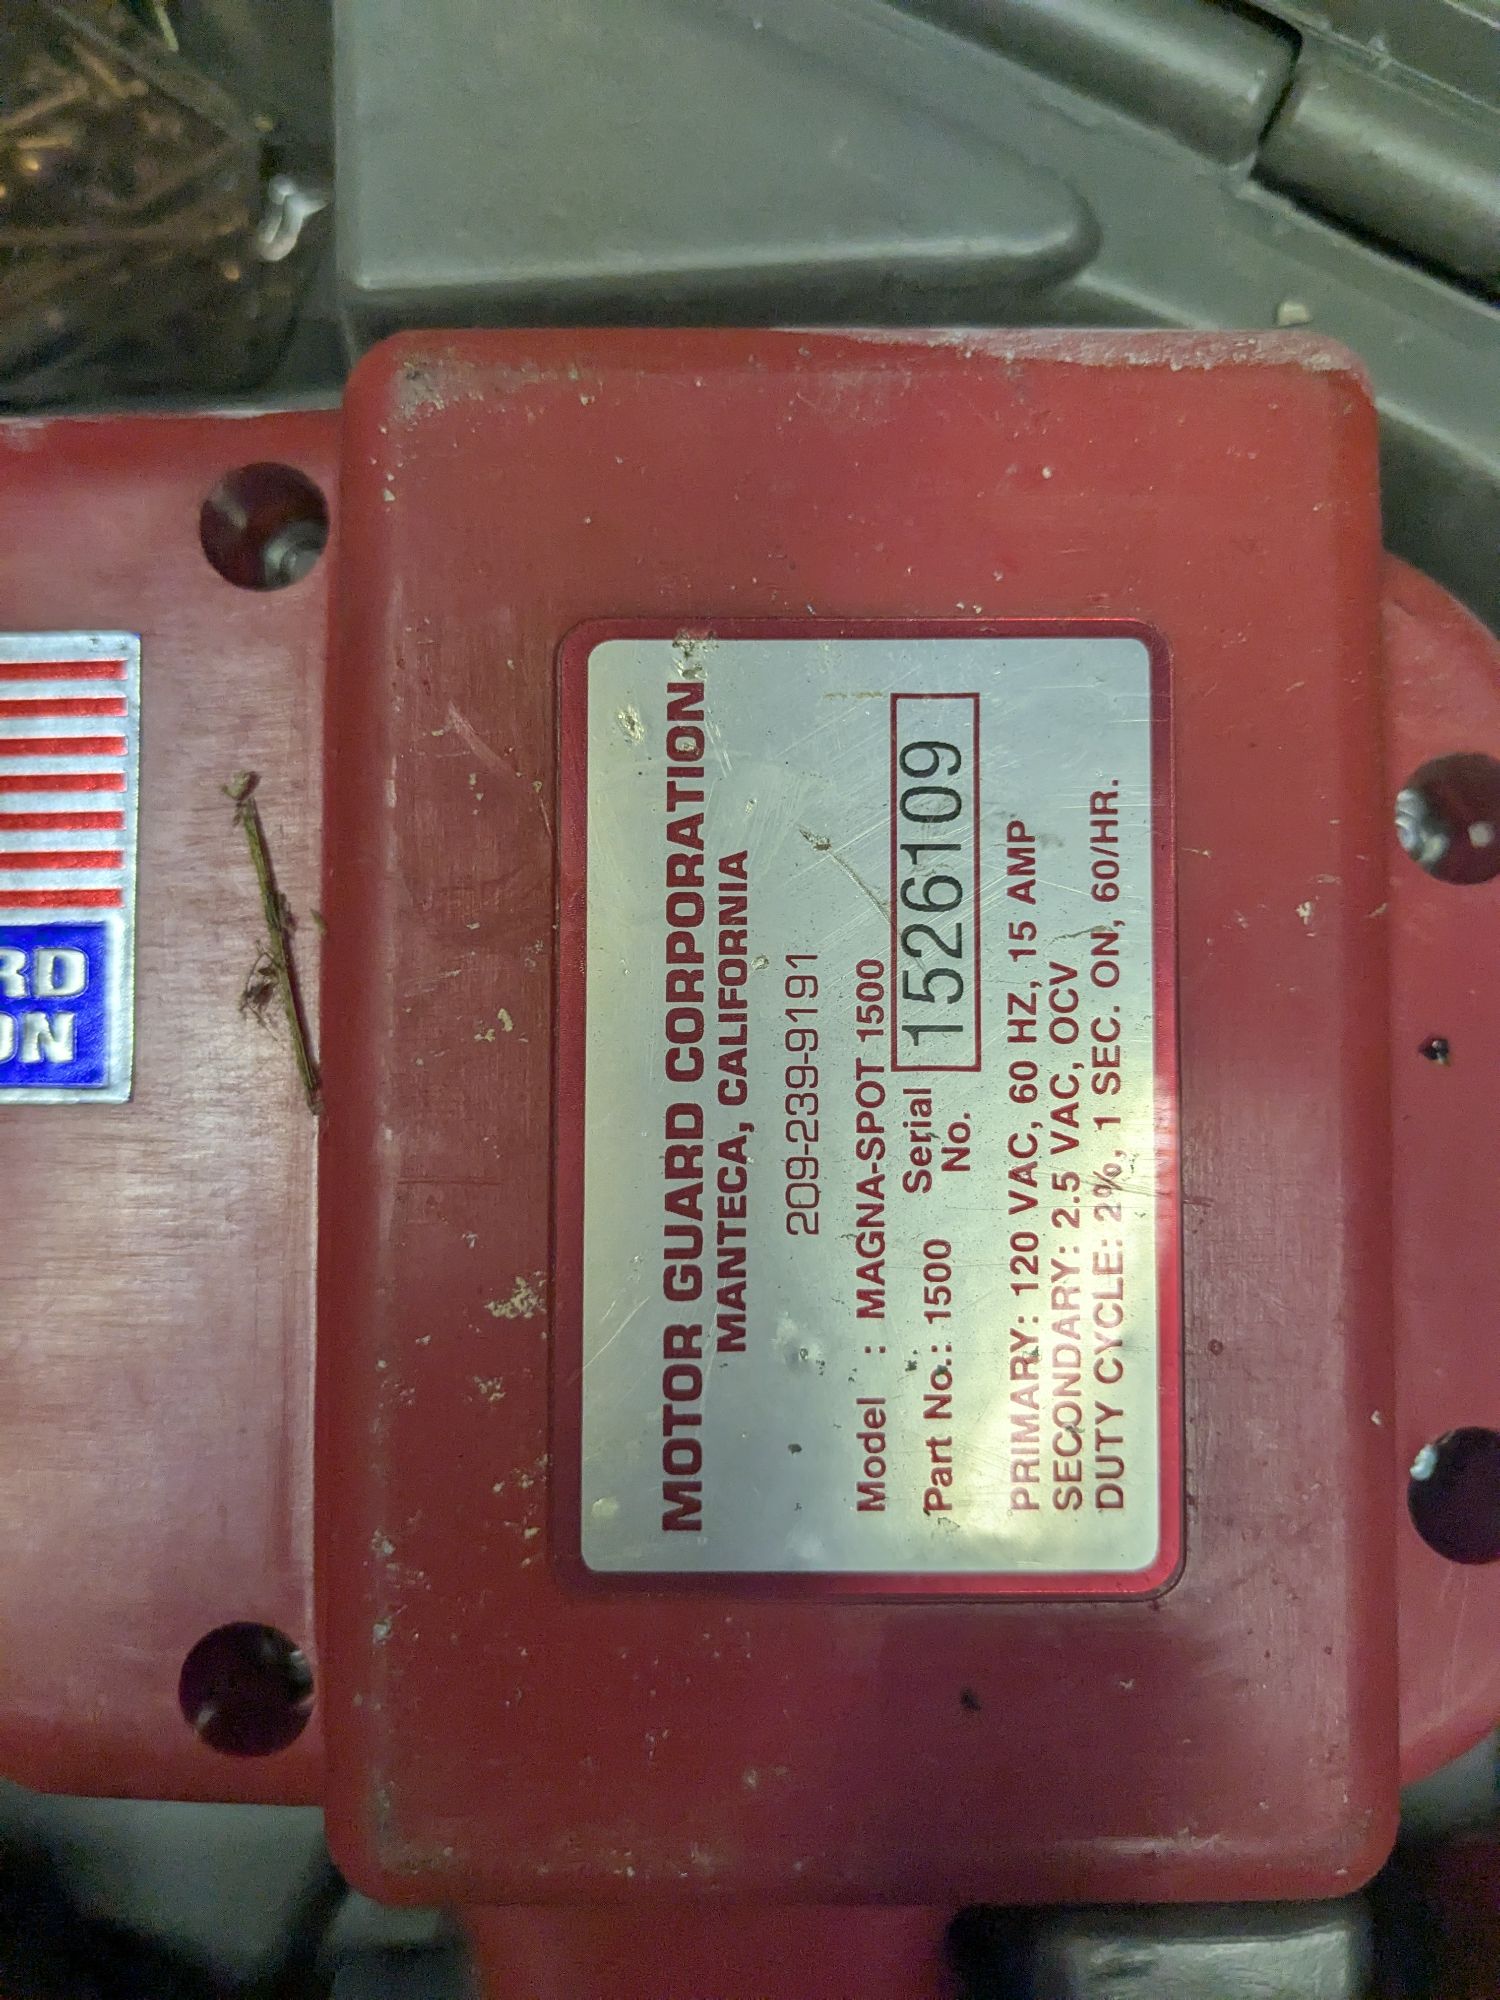 MOTOR GUARD CORPORATION
MANTECA, CALIFORNIA
209-239-9191
Model : MAGNA-SPOT 1500
Part No.: 1500 Serial No. 1526109
PRIMARY: 120 VAC, 60 HZ, 15 AMP
SECONDARY: 2.5 VAC, OCV
DUTY CYCLE: 2%, 1 SEC. ON, 60/HR.
RD
ON